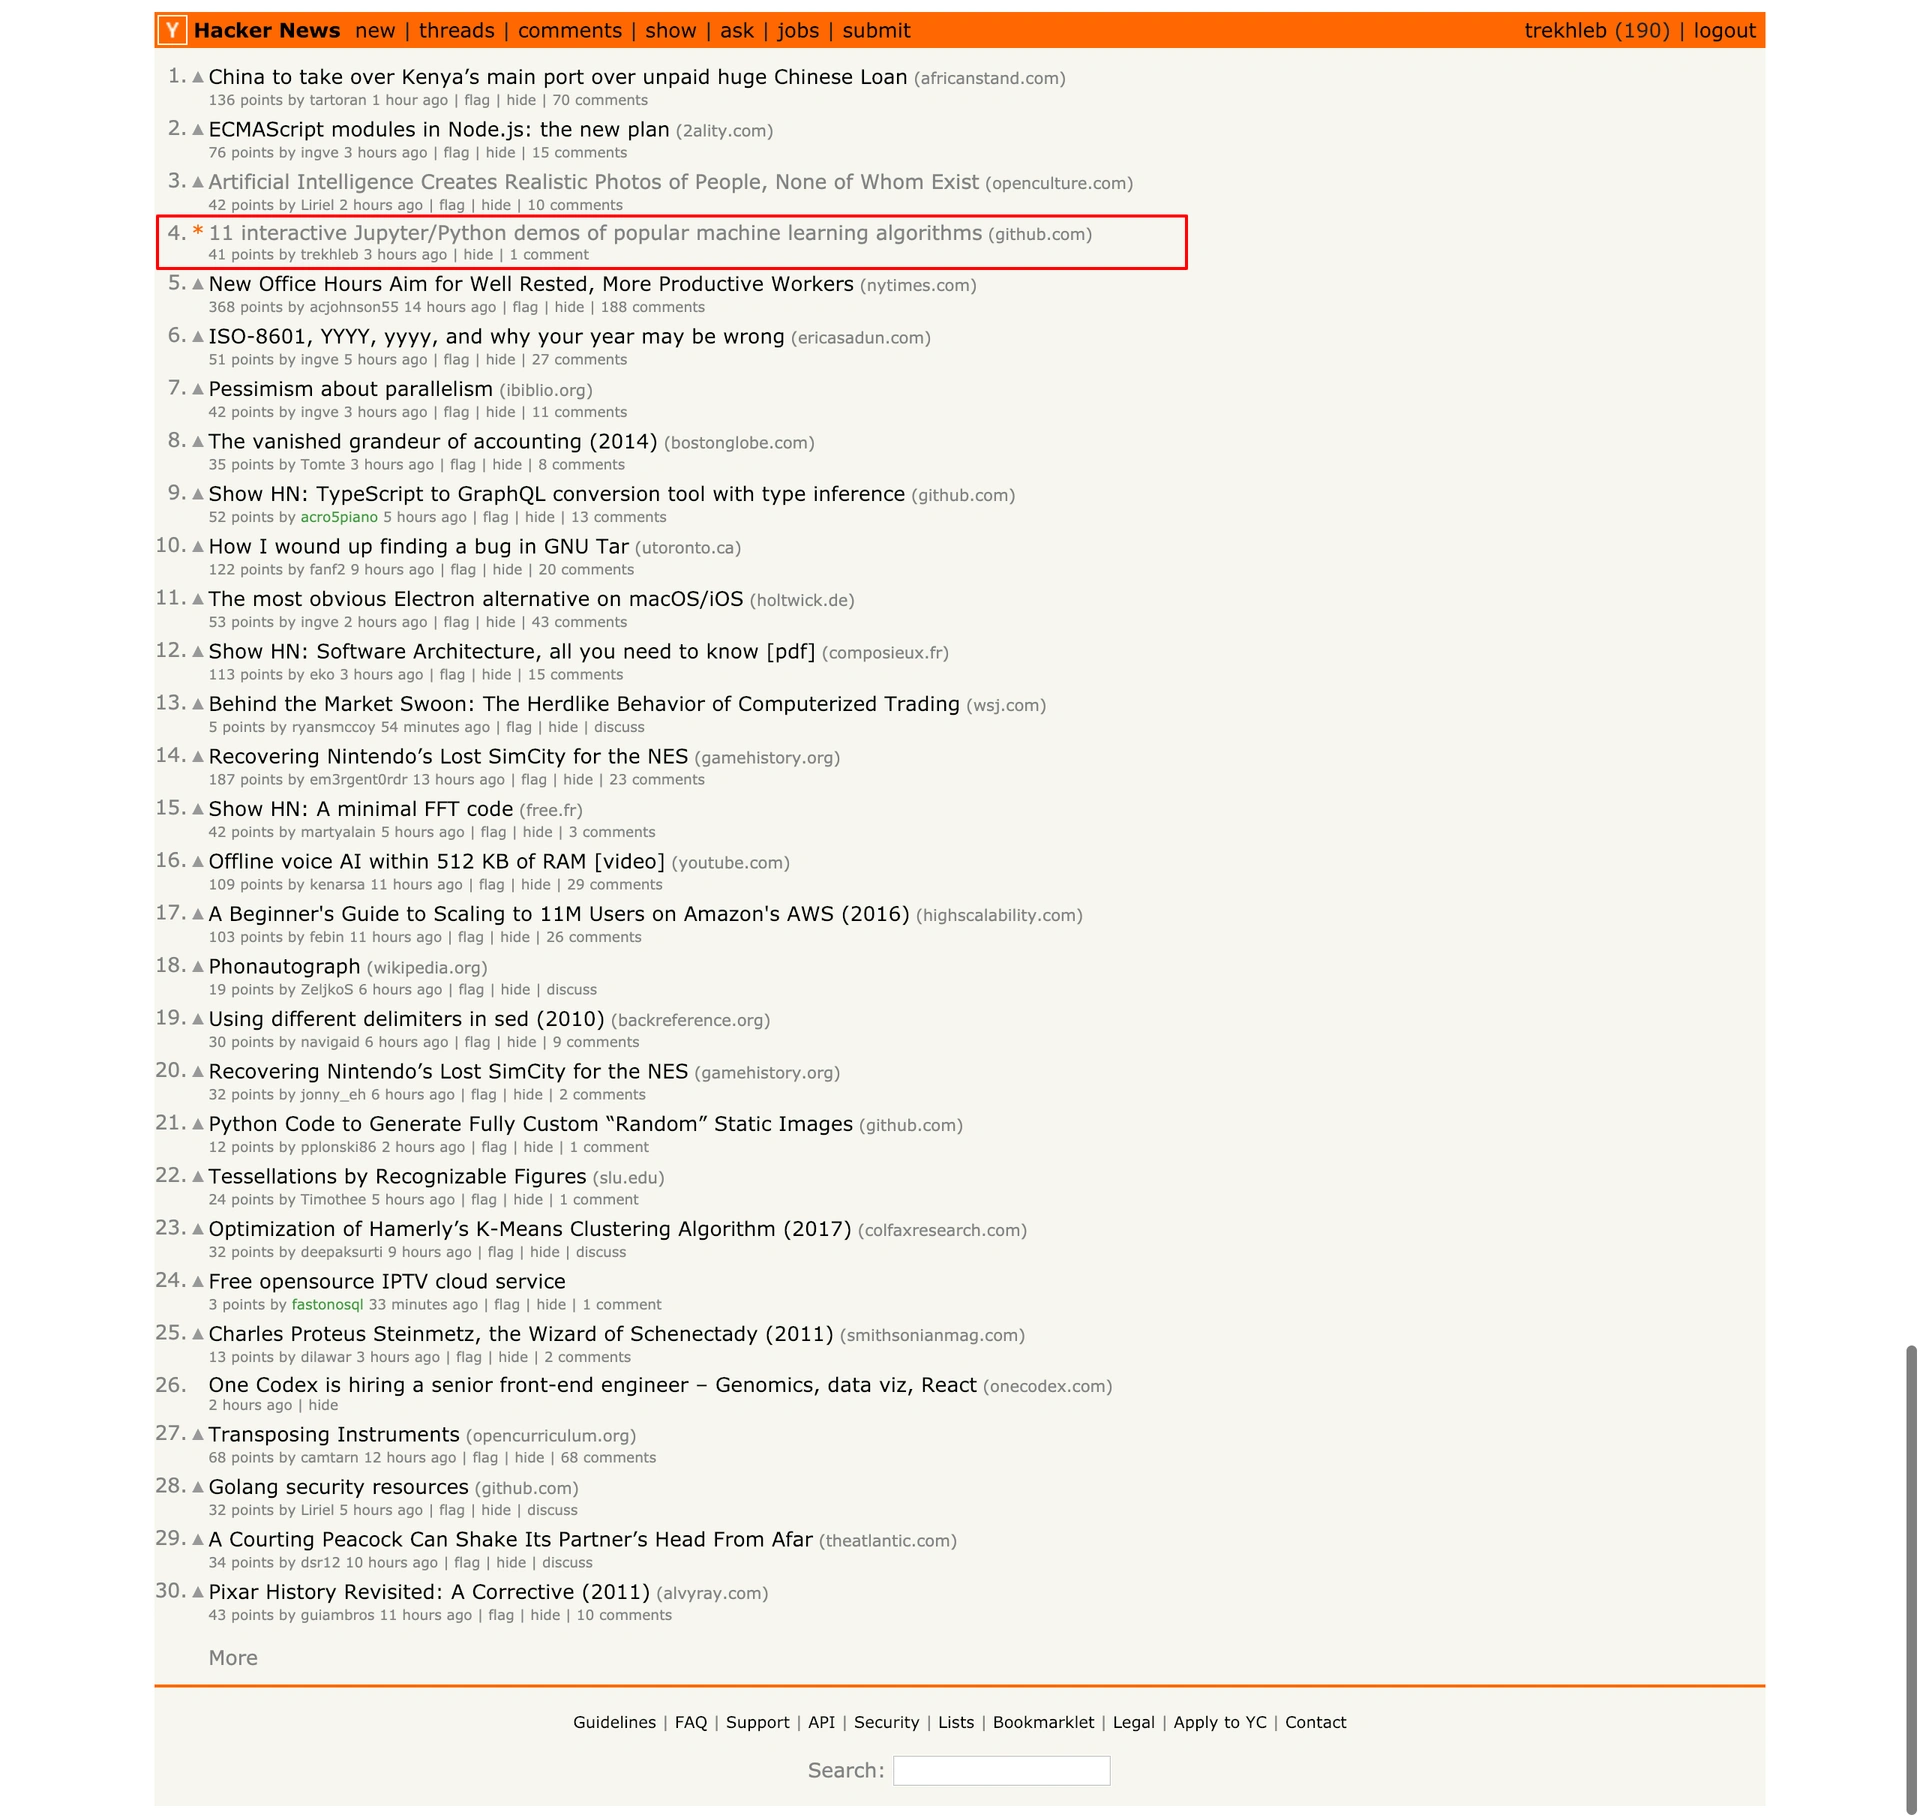 Y Hacker News new | threads | comments | show | ask | jobs | submit trekhleb (190) | logout
1. ▲ China to take over Kenya’s main port over unpaid huge Chinese Loan (africanstand.com)
136 points by tartoran 1 hour ago | flag | hide | 70 comments
2. ▲ ECMAScript modules in Node.js: the new plan (2ality.com)
76 points by ingve 3 hours ago | flag | hide | 15 comments
3. ▲ Artificial Intelligence Creates Realistic Photos of People, None of Whom Exist (openculture.com)
42 points by Liriel 2 hours ago | flag | hide | 10 comments
4. * 11 interactive Jupyter/Python demos of popular machine learning algorithms (github.com)
41 points by trekhleb 3 hours ago | hide | 1 comment
5. ▲ New Office Hours Aim for Well Rested, More Productive Workers (nytimes.com)
368 points by acjohnson55 14 hours ago | flag | hide | 188 comments
6. ▲ ISO-8601, YYYY, yyyy, and why your year may be wrong (ericasadun.com)
51 points by ingve 5 hours ago | flag | hide | 27 comments
7. ▲ Pessimism about parallelism (ibiblio.org)
42 points by ingve 3 hours ago | flag | hide | 11 comments
8. ▲ The vanished grandeur of accounting (2014) (bostonglobe.com)
35 points by Tomte 3 hours ago | flag | hide | 8 comments
9. ▲ Show HN: TypeScript to GraphQL conversion tool with type inference (github.com)
52 points by acro5piano 5 hours ago | flag | hide | 13 comments
10. ▲ How I wound up finding a bug in GNU Tar (utoronto.ca)
122 points by fanf2 9 hours ago | flag | hide | 20 comments
11. ▲ The most obvious Electron alternative on macOS/iOS (holtwick.de)
53 points by ingve 2 hours ago | flag | hide | 43 comments
12. ▲ Show HN: Software Architecture, all you need to know [pdf] (composieux.fr)
113 points by eko 3 hours ago | flag | hide | 15 comments
13. ▲ Behind the Market Swoon: The Herdlike Behavior of Computerized Trading (wsj.com)
5 points by ryansmccoy 54 minutes ago | flag | hide | discuss
14. ▲ Recovering Nintendo’s Lost SimCity for the NES (gamehistory.org)
187 points by em3rgent0rdr 13 hours ago | flag | hide | 23 comments
15. ▲ Show HN: A minimal FFT code (free.fr)
42 points by martyalain 5 hours ago | flag | hide | 3 comments
16. ▲ Offline voice AI within 512 KB of RAM [video] (youtube.com)
109 points by kenarsa 11 hours ago | flag | hide | 29 comments
17. ▲ A Beginner's Guide to Scaling to 11M Users on Amazon's AWS (2016) (highscalability.com)
103 points by febin 11 hours ago | flag | hide | 26 comments
18. ▲ Phonautograph (wikipedia.org)
19 points by ZeljkoS 6 hours ago | flag | hide | discuss
19. ▲ Using different delimiters in sed (2010) (backreference.org)
30 points by navigaid 6 hours ago | flag | hide | 9 comments
20. ▲ Recovering Nintendo’s Lost SimCity for the NES (gamehistory.org)
32 points by jonny_eh 6 hours ago | flag | hide | 2 comments
21. ▲ Python Code to Generate Fully Custom “Random” Static Images (github.com)
12 points by pplonski86 2 hours ago | flag | hide | 1 comment
22. ▲ Tessellations by Recognizable Figures (slu.edu)
24 points by Timothee 5 hours ago | flag | hide | 1 comment
23. ▲ Optimization of Hamerly’s K-Means Clustering Algorithm (2017) (colfaxresearch.com)
32 points by deepaksurti 9 hours ago | flag | hide | discuss
24. ▲ Free opensource IPTV cloud service
3 points by fastonosql 33 minutes ago | flag | hide | 1 comment
25. ▲ Charles Proteus Steinmetz, the Wizard of Schenectady (2011) (smithsonianmag.com)
13 points by dilawar 3 hours ago | flag | hide | 2 comments
26. One Codex is hiring a senior front-end engineer – Genomics, data viz, React (onecodex.com)
2 hours ago | hide
27. ▲ Transposing Instruments (opencurriculum.org)
68 points by camtarn 12 hours ago | flag | hide | 68 comments
28. ▲ Golang security resources (github.com)
32 points by Liriel 5 hours ago | flag | hide | discuss
29. ▲ A Courting Peacock Can Shake Its Partner’s Head From Afar (theatlantic.com)
34 points by dsr12 10 hours ago | flag | hide | discuss
30. ▲ Pixar History Revisited: A Corrective (2011) (alvyray.com)
43 points by guiambros 11 hours ago | flag | hide | 10 comments
More
Guidelines | FAQ | Support | API | Security | Lists | Bookmarklet | Legal | Apply to YC | Contact
Search: